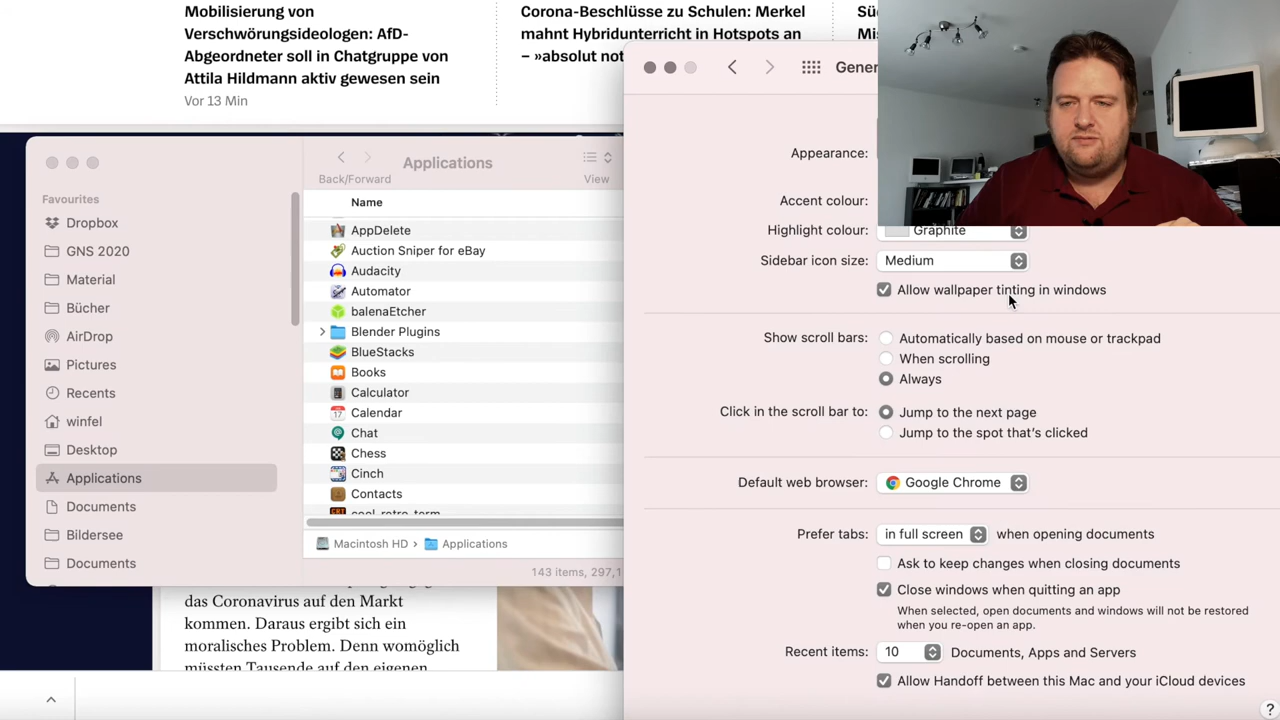 Mobilisierung von
Verschwörungsideologen: AfD-
Abgeordneter soll in Chatgruppe von
Attila Hildmann aktiv gewesen sein
Vor 13 Min
Corona-Beschlüsse zu Schulen: Merkel
mahnt Hybridunterricht in Hotspots an
– »absolut
Applications
Back/Forward
View
Favourites
Dropbox
GNS 2020
Material
Bücher
AirDrop
Pictures
Recents
winfel
Desktop
Applications
Documents
Bildersee
Documents
Name
AppDelete
Auction Sniper for eBay
Audacity
Automator
balenaEtcher
Blender Plugins
BlueStacks
Books
Calculator
Calendar
17
Chat
Chess
Cinch
Contacts
cool-retro-term
Macintosh HD › Applications
143 items, 297,1
das Coronavirus auf den Markt
kommen. Daraus ergibt sich ein
moralisches Problem. Denn womöglich
müssten Tausende auf den eigenen
Gener
Appearance:
Accent colour:
Highlight colour: Graphite
Sidebar icon size: Medium
Allow wallpaper tinting in windows
Show scroll bars: Automatically based on mouse or trackpad
When scrolling
Always
Click in the scroll bar to: Jump to the next page
Jump to the spot that's clicked
Default web browser: Google Chrome
Prefer tabs: in full screen when opening documents
Ask to keep changes when closing documents
Close windows when quitting an app
When selected, open documents and windows will not be restored
when you re-open an app.
Recent items: 10 Documents, Apps and Servers
Allow Handoff between this Mac and your iCloud devices
?